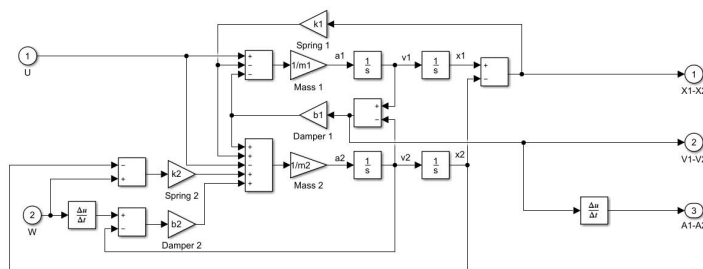 k1
Spring 1
1
U
1/m1
Mass 1
a1
1
s
v1
1
s
x1
1
X1-X2
b1
Damper 1
2
V1-V2
k2
Spring 2
1/m2
Mass 2
a2
1
s
v2
1
s
x2
2
W
Δu
Δt
b2
Damper 2
Δu
Δt
3
A1-A2